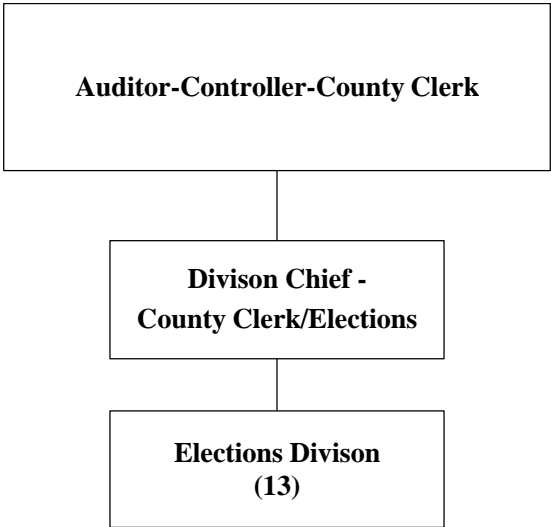 Auditor-Controller-County Clerk
Divison Chief -
County Clerk/Elections
Elections Divison
(13)